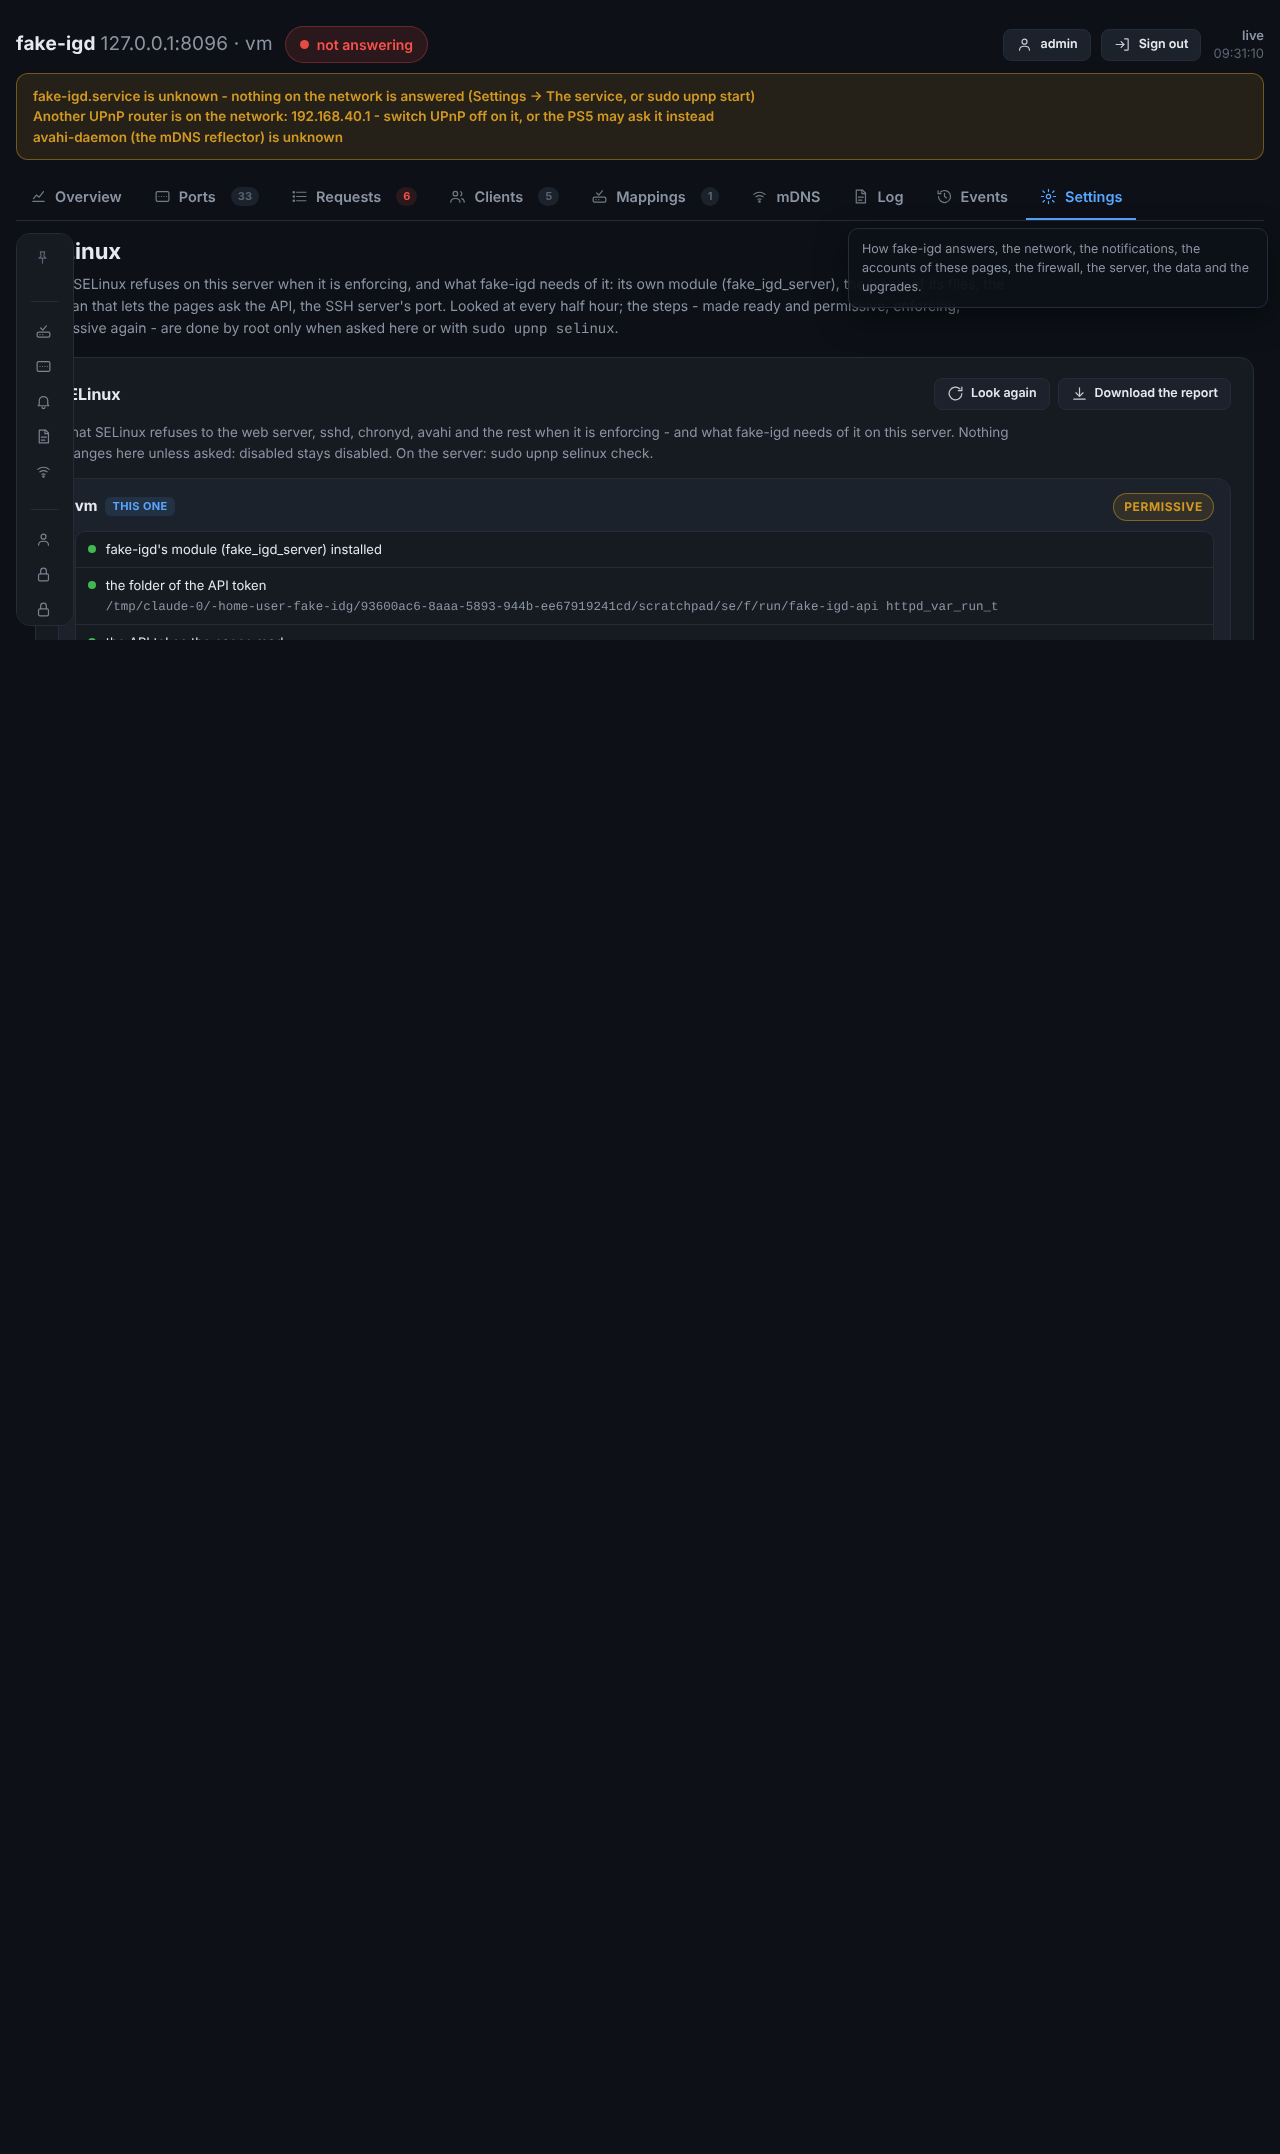 fake-igd 127.0.0.1:8096 · vm
not answering
admin
Sign out
live
09:31:10
fake-igd.service is unknown - nothing on the network is answered (Settings → The service, or sudo upnp start)
Another UPnP router is on the network: 192.168.40.1 - switch UPnP off on it, or the PS5 may ask it instead
avahi-daemon (the mDNS reflector) is unknown
Overview
Ports 33
Requests 6
Clients 5
Mappings 1
mDNS
Log
Events
Settings
How fake-igd answers, the network, the notifications, the
accounts of these pages, the firewall, the server, the data and the
upgrades.
inux
SELinux refuses on this server when it is enforcing, and what fake-igd needs of it: its own module (fake_igd_server), the
an that lets the pages ask the API, the SSH server's port. Looked at every half hour; the steps - made ready and permissive, enforcing,
ssive again - are done by root only when asked here or with sudo upnp selinux.
ELinux
Look again
Download the report
hat SELinux refuses to the web server, sshd, chronyd, avahi and the rest when it is enforcing - and what fake-igd needs of it on this server. Nothing
anges here unless asked: disabled stays disabled. On the server: sudo upnp selinux check.
vm THIS ONE
PERMISSIVE
fake-igd's module (fake_igd_server) installed
the folder of the API token
/tmp/claude-0/-home-user-fake-idg/93600ac6-8aaa-5893-944b-ee67919241cd/scratchpad/se/f/run/fake-igd-api httpd_var_run_t